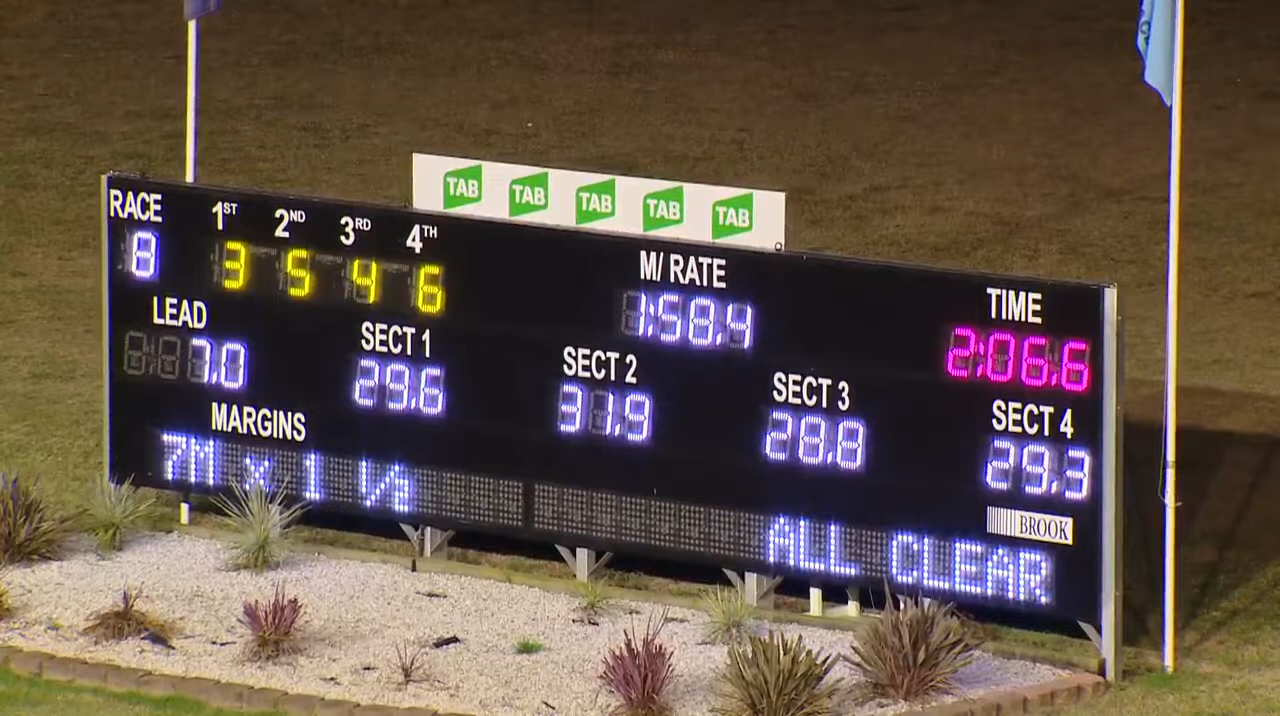 TAB TAB TAB TAB TAB
RACE 1ST 2ND 3RD 4TH
8 3 5 4 6
M/ RATE
1:58.4
TIME
2:06.6
LEAD
7.0
SECT 1
29.6
SECT 2
31.9
SECT 3
28.8
SECT 4
29.3
MARGINS
7M x 1 ½
BROOK
ALL CLEAR